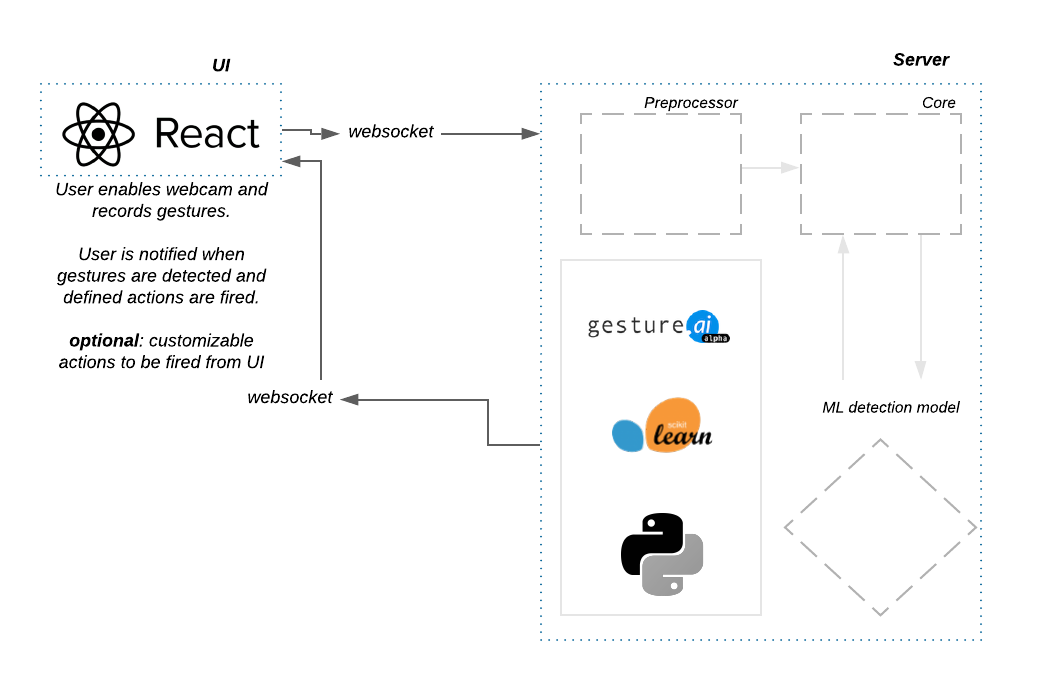 UI
React
User enables webcam and
records gestures.
User is notified when
gestures are detected and
defined actions are fired.
optional: customizable
actions to be fired from UI
websocket
websocket
Server
Preprocessor
Core
gesture.ai
alpha
scikit
learn
ML detection model